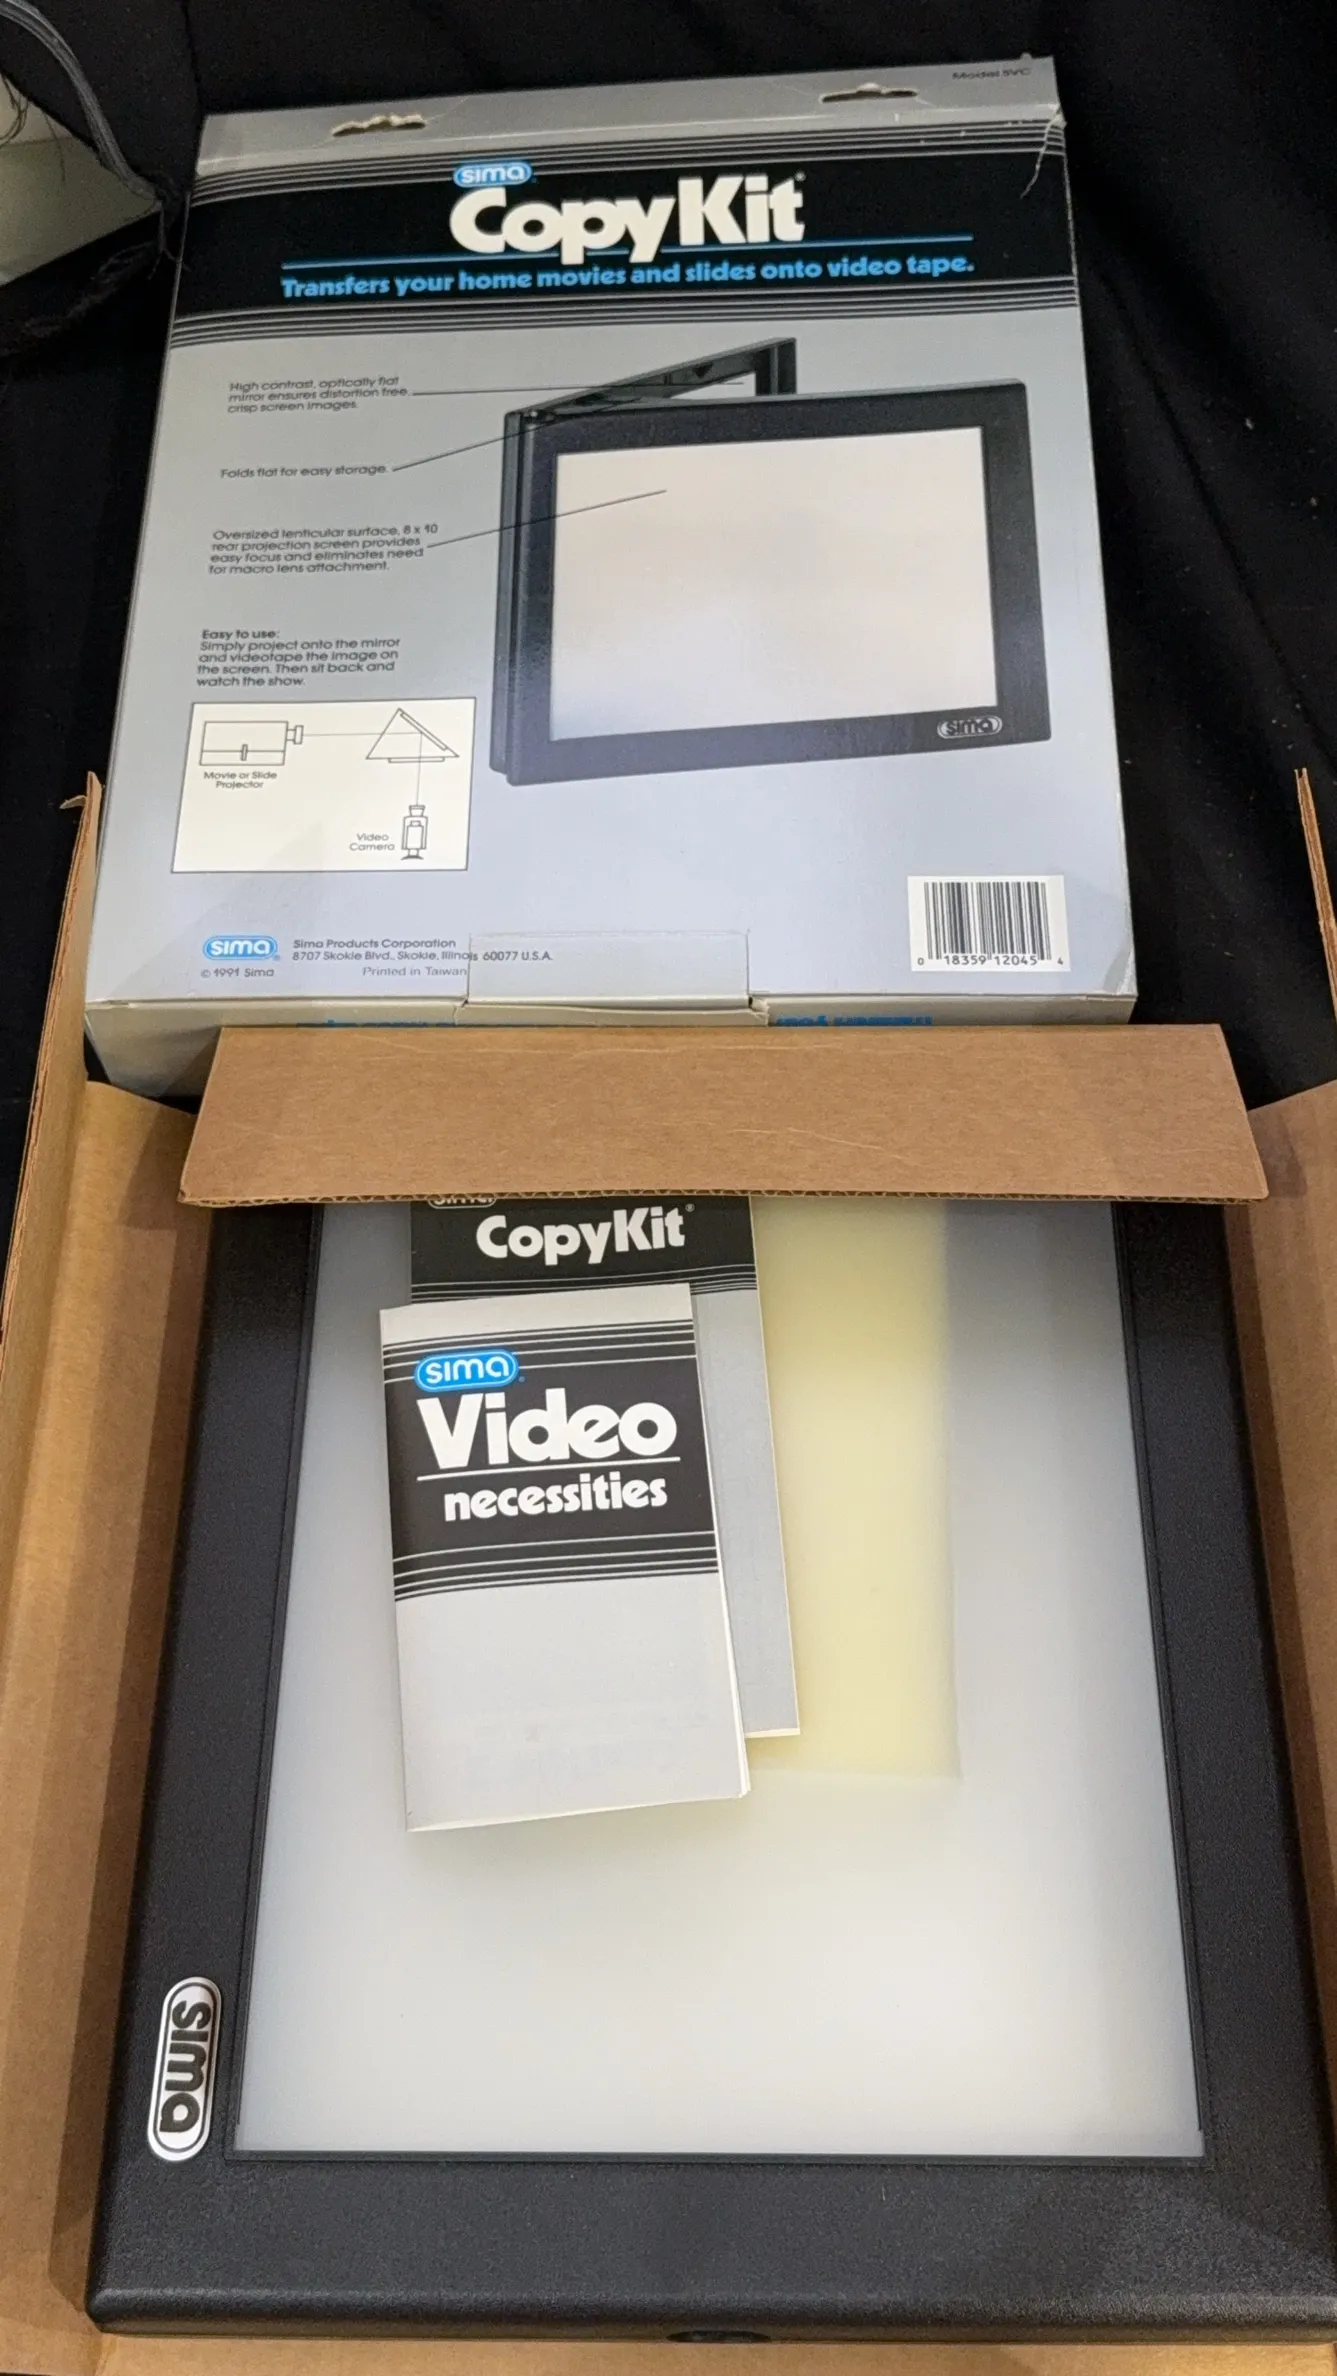 Model SVC
sima
CopyKit®
Transfers your home movies and slides onto video tape.
High contrast, optically flat
mirror ensures distortion free,
crisp screen images.
Folds flat for easy storage.
Oversized lenticular surface, 8 x 10
rear projection screen provides
easy focus and eliminates need
for macro lens attachment.
Easy to use:
Simply project onto the mirror
and videotape the image on
the screen. Then sit back and
watch the show.
Movie or Slide
Projector
Video
Camera
sima
sima
Sima Products Corporation
8707 Skokie Blvd., Skokie, Illinois 60077 U.S.A.
© 1991 Sima
Printed in Taiwan
0 18359 12045 4
Transfers your
sima
CopyKit®
sima
Video
necessities
sima